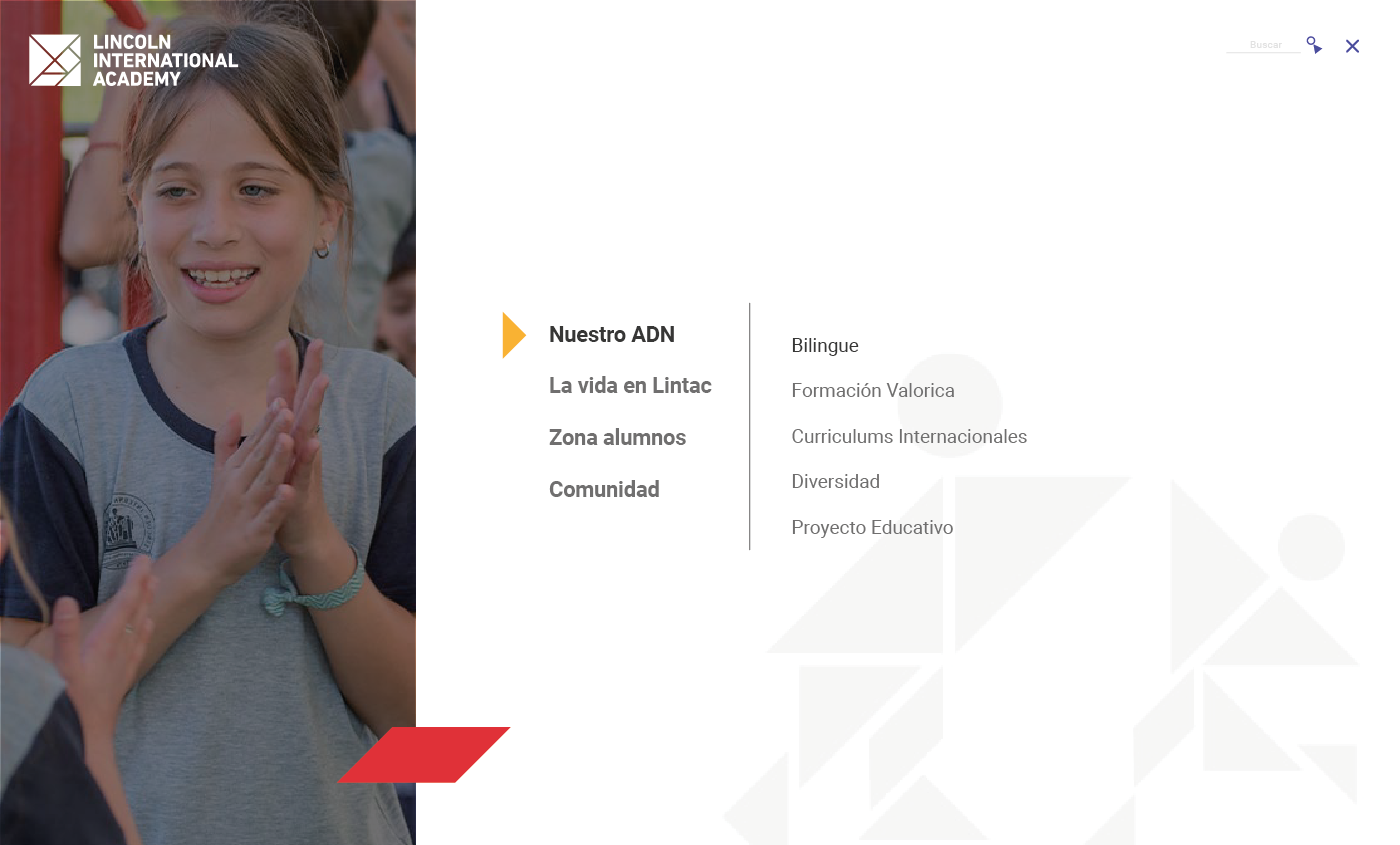 LINCOLN
INTERNATIONAL
ACADEMY
Buscar
Nuestro ADN
La vida en Lintac
Zona alumnos
Comunidad
Bilingue
Formación Valorica
Curriculums Internacionales
Diversidad
Proyecto Educativo